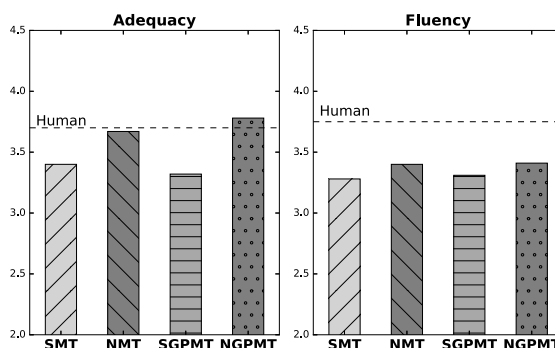 Adequacy
4.5
4.0
Human
3.5
3.0
2.5
2.0
SMT NMT SGPMT NGPMT
Fluency
4.5
4.0
Human
3.5
3.0
2.5
2.0
SMT NMT SGPMT NGPMT